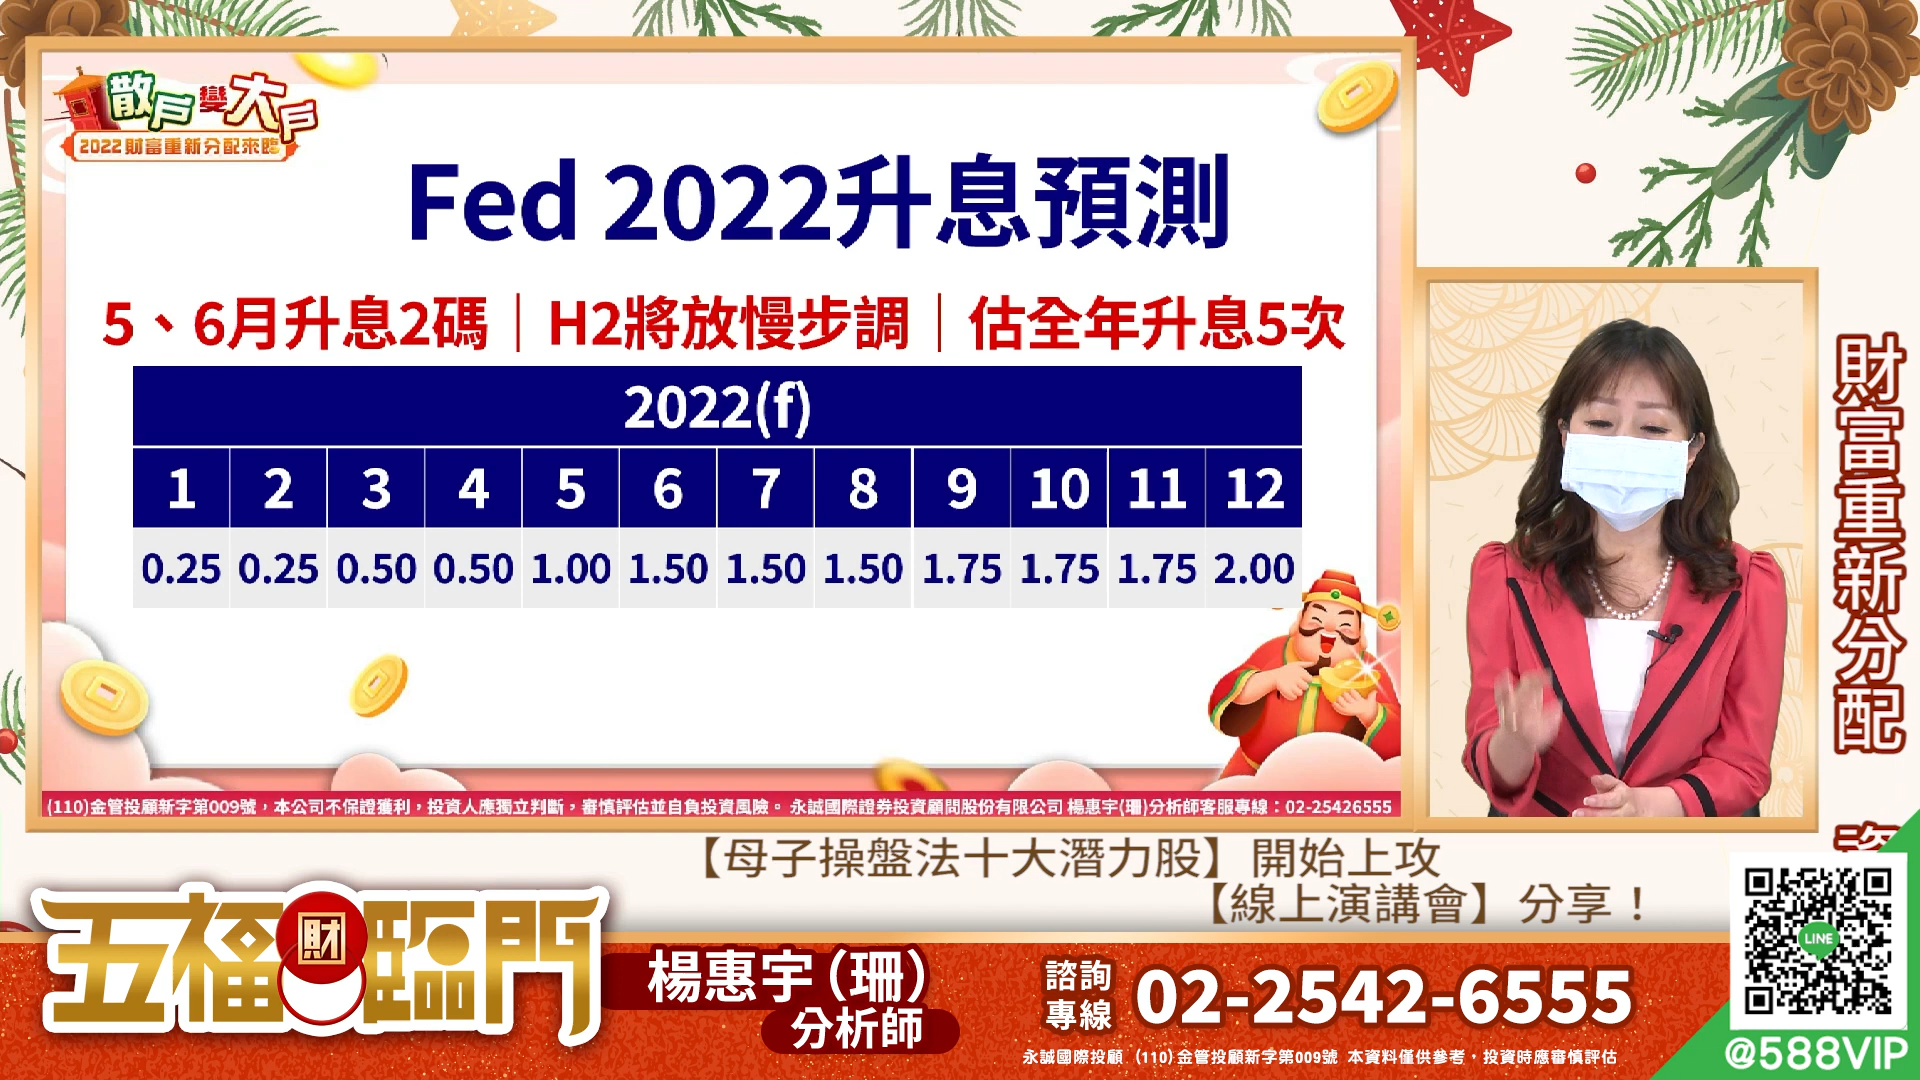 散戶變大戶
2022財富重新分配來臨
Fed 2022升息預測
5、6月升息2碼｜H2將放慢步調｜估全年升息5次
2022(f)
1 2 3 4 5 6 7 8 9 10 11 12
0.25 0.25 0.50 0.50 1.00 1.50 1.50 1.50 1.75 1.75 1.75 2.00
(110)金管投顧新字第009號，本公司不保證獲利，投資人應獨立判斷，審慎評估並自負投資風險。 永誠國際證券投資顧問股份有限公司 楊惠宇(珊)分析師客服專線：02-25426555
財富重新分配
【母子操盤法十大潛力股】開始上攻
【線上演講會】分享！
五福臨門
財
楊惠宇(珊)
分析師
諮詢
專線
02-2542-6555
永誠國際投顧 (110)金管投顧新字第009號 本資料僅供參考，投資時應審慎評估
LINE
@588VIP